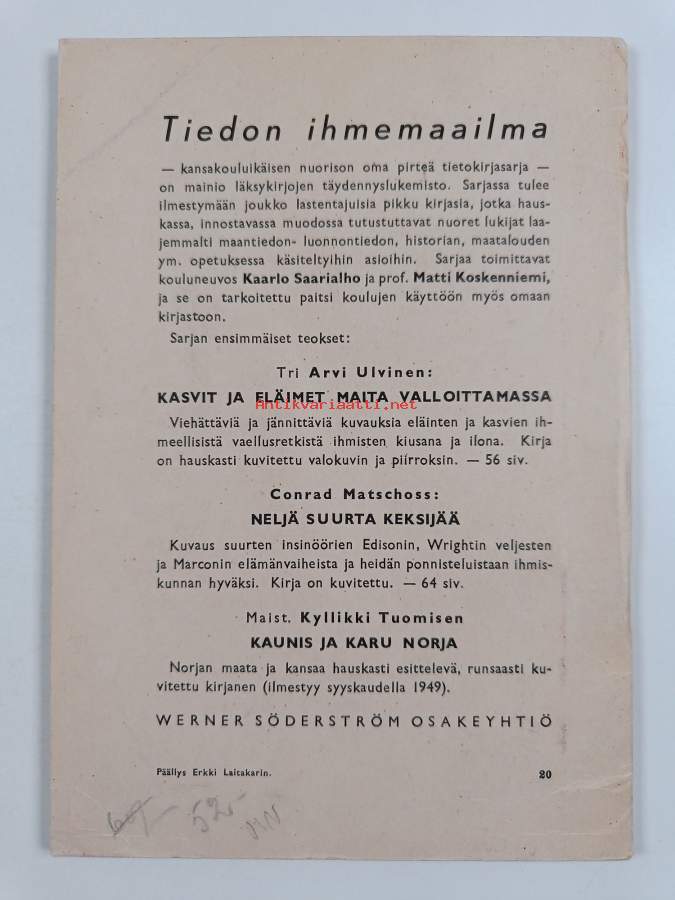 Tiedon ihmemaailma
— kansakouluikäisen nuorison oma pirteä tietokirjasarja —
on mainio läksykirjojen täydennyslukemisto. Sarjassa tulee
ilmestymään joukko lastentajuisia pikku kirjasia, jotka haus-
kassa, innostavassa muodossa tutustuttavat nuoret lukijat laa-
jemmalti maantiedon- luonnontiedon, historian, maatalouden
ym. opetuksessa käsiteltyihin asioihin. Sarjaa toimittavat
kouluneuvos Kaarlo Saarialho ja prof. Matti Koskenniemi,
ja se on tarkoitettu paitsi koulujen käyttöön myös omaan
kirjastoon.
Sarjan ensimmäiset teokset:
Tri Arvi Ulvinen:
KASVIT JA ELÄIMET MAITA VALLOITTAMASSA
Antikvariaatti.net
Viehättäviä ja jännittäviä kuvauksia eläinten ja kasvien ih-
meellisistä vaellusretkistä ihmisten kiusana ja ilona. Kirja
on hauskasti kuvitettu valokuvin ja piirroksin. — 56 siv.
Conrad Matschoss:
NELJÄ SUURTA KEKSIJÄÄ
Kuvaus suurten insinöörien Edisonin, Wrightin veljesten
ja Marconin elämänvaiheista ja heidän ponnisteluistaan ihmis-
kunnan hyväksi. Kirja on kuvitettu. — 64 siv.
Maist. Kyllikki Tuomisen
KAUNIS JA KARU NORJA
Norjan maata ja kansaa hauskasti esittelevä, runsaasti ku-
vitettu kirjanen (ilmestyy syyskaudella 1949).
WERNER SÖDERSTRÖM OSAKEYHTIÖ
Päällys Erkki Laitakarin.
20
52-